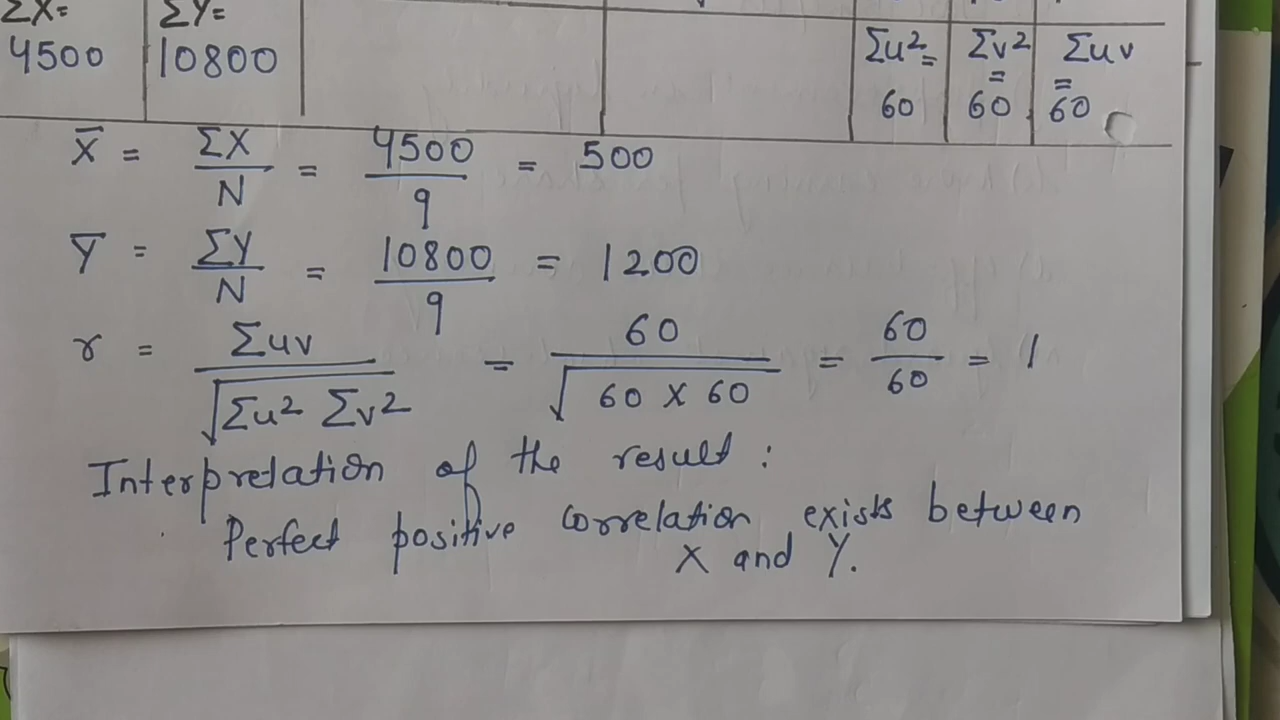 ΣX= ΣY= Σu²= Σv² Σuv
4500 10800 60 = 60 = 60
X̄ = ΣX/N = 4500/9 = 500
Ȳ = ΣY/N = 10800/9 = 1200
r = Σuv/√(Σu² Σv²) = 60/√(60 X 60) = 60/60 = 1
Interpretation of the result :
Perfect positive correlation exists between
X and Y.